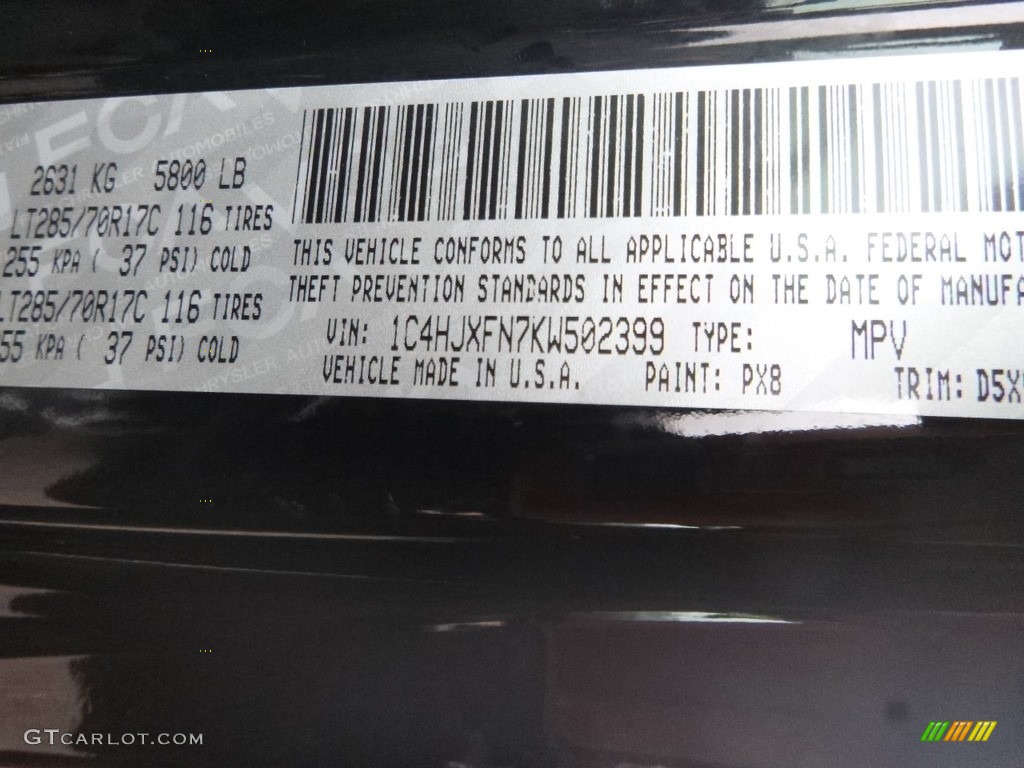 2631 KG 5800 LB
LT285/70R17C 116 TIRES
255 KPA ( 37 PSI) COLD
LT285/70R17C 116 TIRES
55 KPA ( 37 PSI) COLD
THIS VEHICLE CONFORMS TO ALL APPLICABLE U.S.A. FEDERAL MOT
THEFT PREVENTION STANDARDS IN EFFECT ON THE DATE OF MANUFA
VIN: 1C4HJXFN7KW502399 TYPE: MPV
VEHICLE MADE IN U.S.A. PAINT: PX8 TRIM: D5X
GTCARLOT.COM